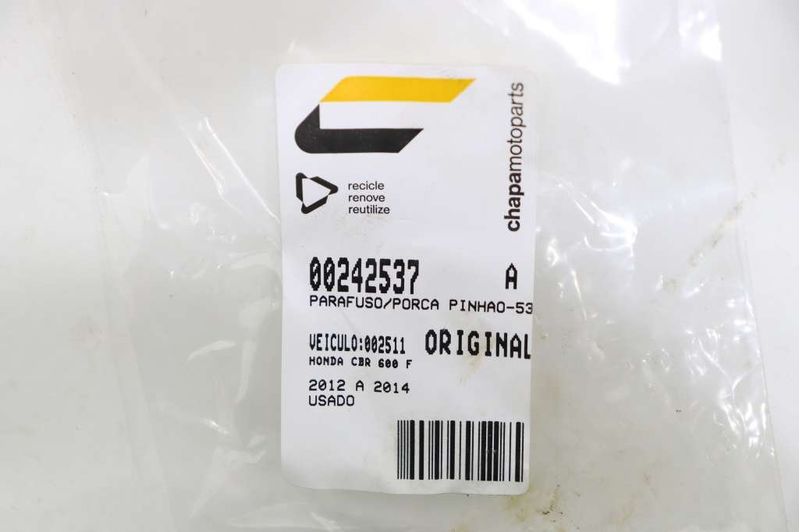 chapamotoparts
recicle
renove
reutilize
00242537 A
PARAFUSO/PORCA PINHAO-53
VEICULO:002511 ORIGINAL
HONDA CBR 600 F
2012 A 2014
USADO